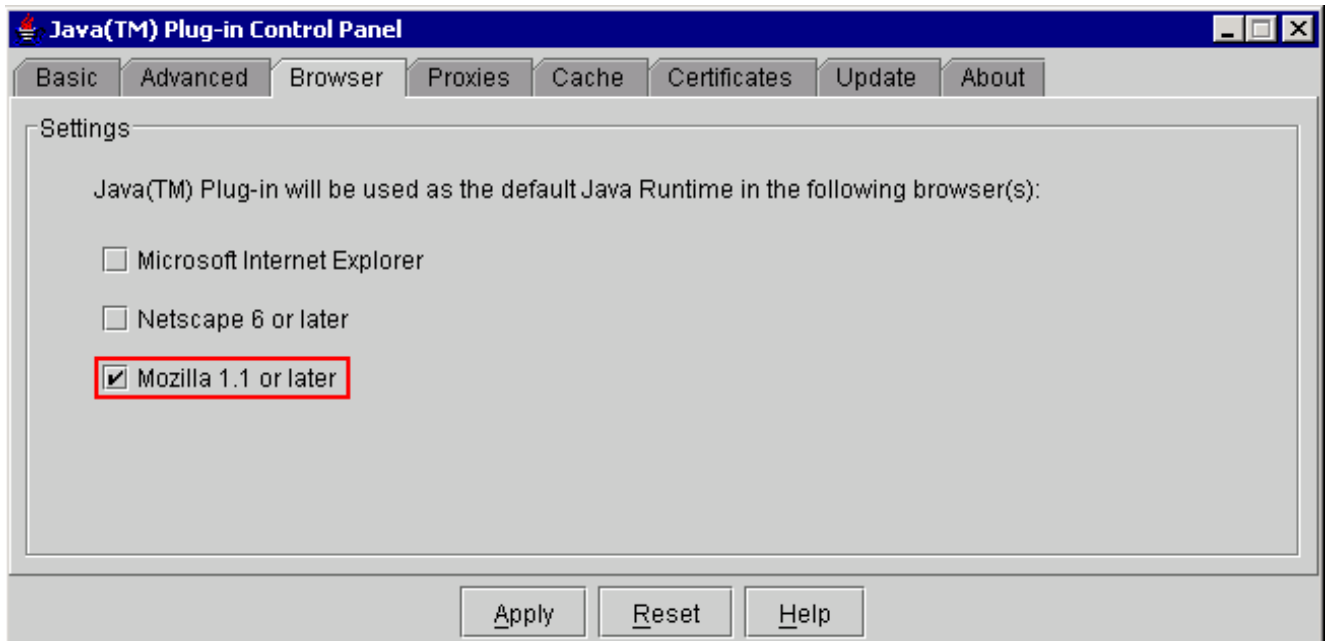 Java(TM) Plug-in Control Panel
Basic Advanced Browser Proxies Cache Certificates Update About
Settings
Java(TM) Plug-in will be used as the default Java Runtime in the following browser(s):
Microsoft Internet Explorer
Netscape 6 or later
Mozilla 1.1 or later
Apply Reset Help